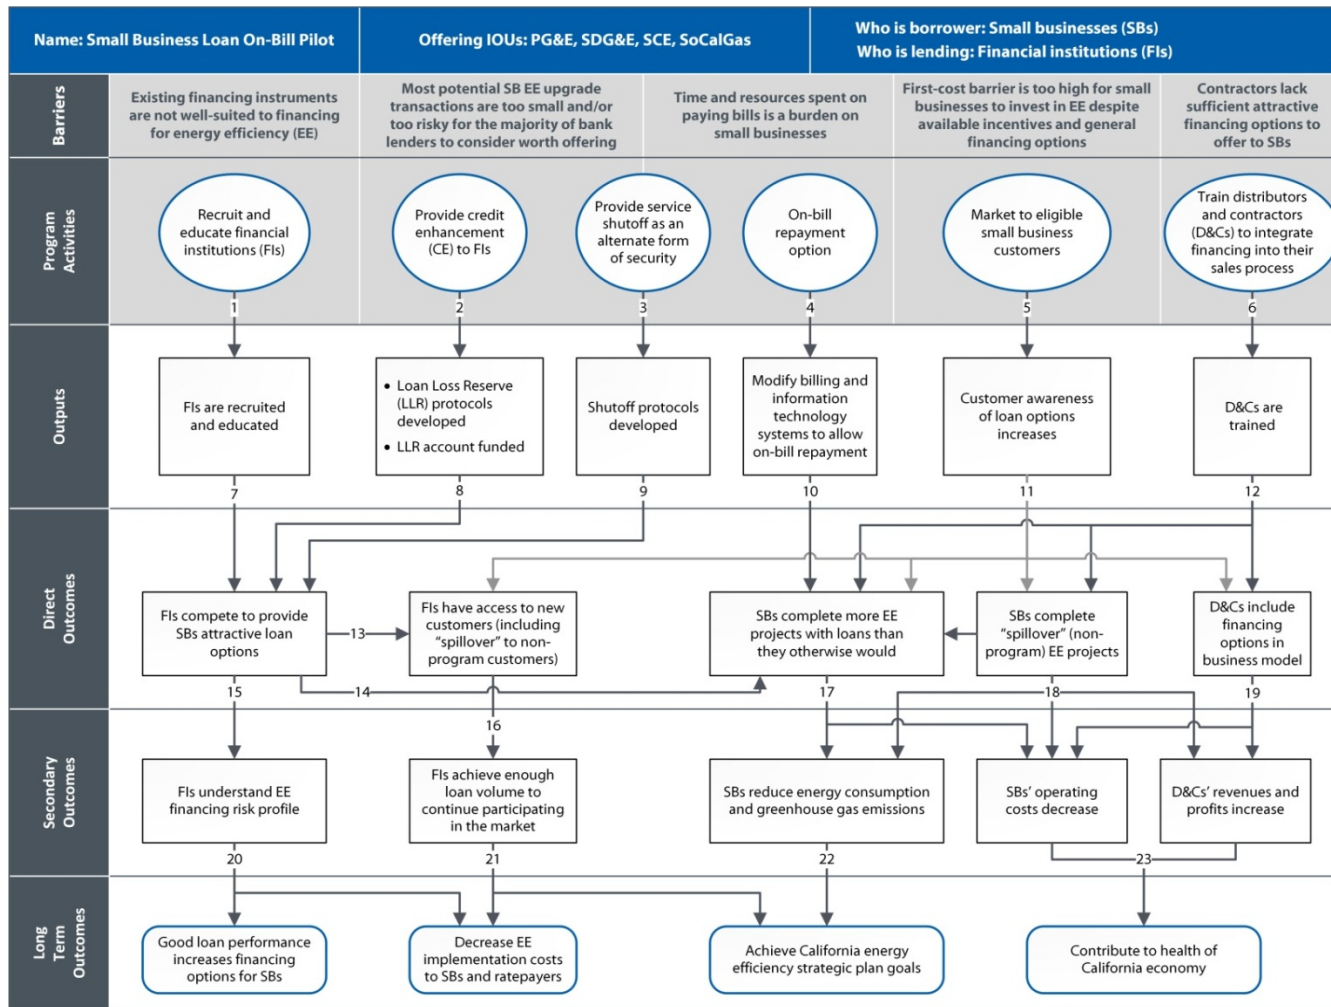 Name: Small Business Loan On-Bill Pilot
Offering IOUs: PG&E, SDG&E, SCE, SoCalGas
Who is borrower: Small businesses (SBs)
Who is lending: Financial institutions (FIs)
Barriers
Existing financing instruments
are not well-suited to financing
for energy efficiency (EE)
Most potential SB EE upgrade
transactions are too small and/or
too risky for the majority of bank
lenders to consider worth offering
Time and resources spent on
paying bills is a burden on
small businesses
First-cost barrier is too high for small
businesses to invest in EE despite
available incentives and general
financing options
Contractors lack
sufficient attractive
financing options to
offer to SBs
Program
Activities
Recruit and
educate financial
institutions (FIs)
Provide credit
enhancement
(CE) to FIs
Provide service
shutoff as an
alternate form
of security
On-bill
repayment
option
Market to eligible
small business
customers
Train distributors
and contractors
(D&Cs) to integrate
financing into their
sales process
1
2
3
4
5
6
Outputs
FIs are recruited
and educated
• Loan Loss Reserve
(LLR) protocols
developed
• LLR account funded
Shutoff protocols
developed
Modify billing and
information
technology
systems to allow
on-bill repayment
Customer awareness
of loan options
increases
D&Cs are
trained
7
8
9
10
11
12
Direct
Outcomes
FIs compete to provide
SBs attractive loan
options
13
FIs have access to new
customers (including
“spillover” to non-
program customers)
SBs complete more EE
projects with loans than
they otherwise would
SBs complete
“spillover” (non-
program) EE projects
D&Cs include
financing
options in
business model
15
14
17
18
19
16
Secondary
Outcomes
FIs understand EE
financing risk profile
FIs achieve enough
loan volume to
continue participating
in the market
SBs reduce energy consumption
and greenhouse gas emissions
SBs’ operating
costs decrease
D&Cs’ revenues and
profits increase
20
21
22
23
Long
Term
Outcomes
Good loan performance
increases financing
options for SBs
Decrease EE
implementation costs
to SBs and ratepayers
Achieve California energy
efficiency strategic plan goals
Contribute to health of
California economy